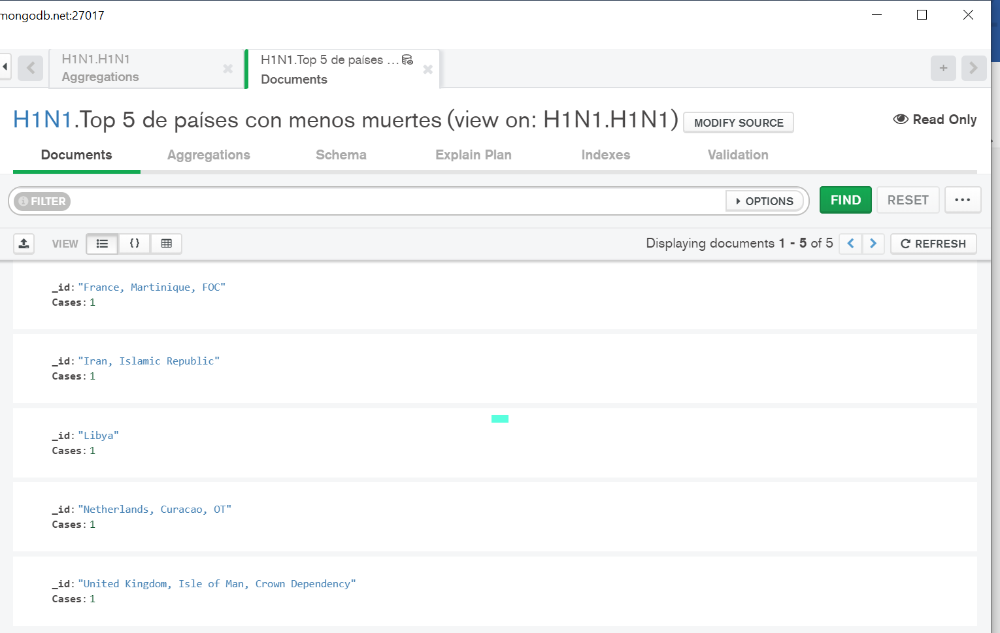 mongodb.net:27017
H1N1.H1N1
Aggregations
H1N1.Top 5 de países ...
Documents
H1N1.Top 5 de países con menos muertes (view on: H1N1.H1N1)
MODIFY SOURCE
Read Only
Documents
Aggregations
Schema
Explain Plan
Indexes
Validation
FILTER
OPTIONS
FIND
RESET
...
VIEW
{}
Displaying documents 1 - 5 of 5
REFRESH
_id: "France, Martinique, FOC"
Cases: 1
_id: "Iran, Islamic Republic"
Cases: 1
_id: "Libya"
Cases: 1
_id: "Netherlands, Curacao, OT"
Cases: 1
_id: "United Kingdom, Isle of Man, Crown Dependency"
Cases: 1